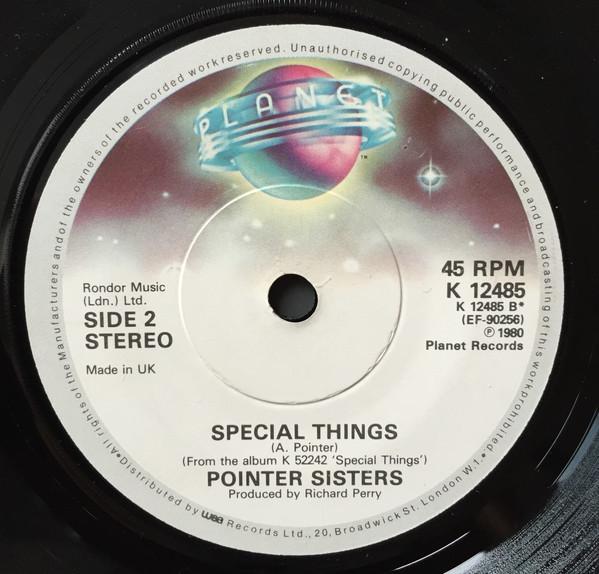 PLANET
™
Rondor Music
(Ldn.) Ltd.
SIDE 2
STEREO
Made in UK
45 RPM
K 12485
K 12485 B*
(EF-90256)
℗ 1980
Planet Records
SPECIAL THINGS
(A. Pointer)
(From the album K 52242 'Special Things')
POINTER SISTERS
Produced by Richard Perry
•All rights of the Manufacturers and of the owners of the recorded work reserved. Unauthorised copying public performance and broadcasting of this work prohibited
•Distributed by wea Records Ltd., 20, Broadwick St. London W1.